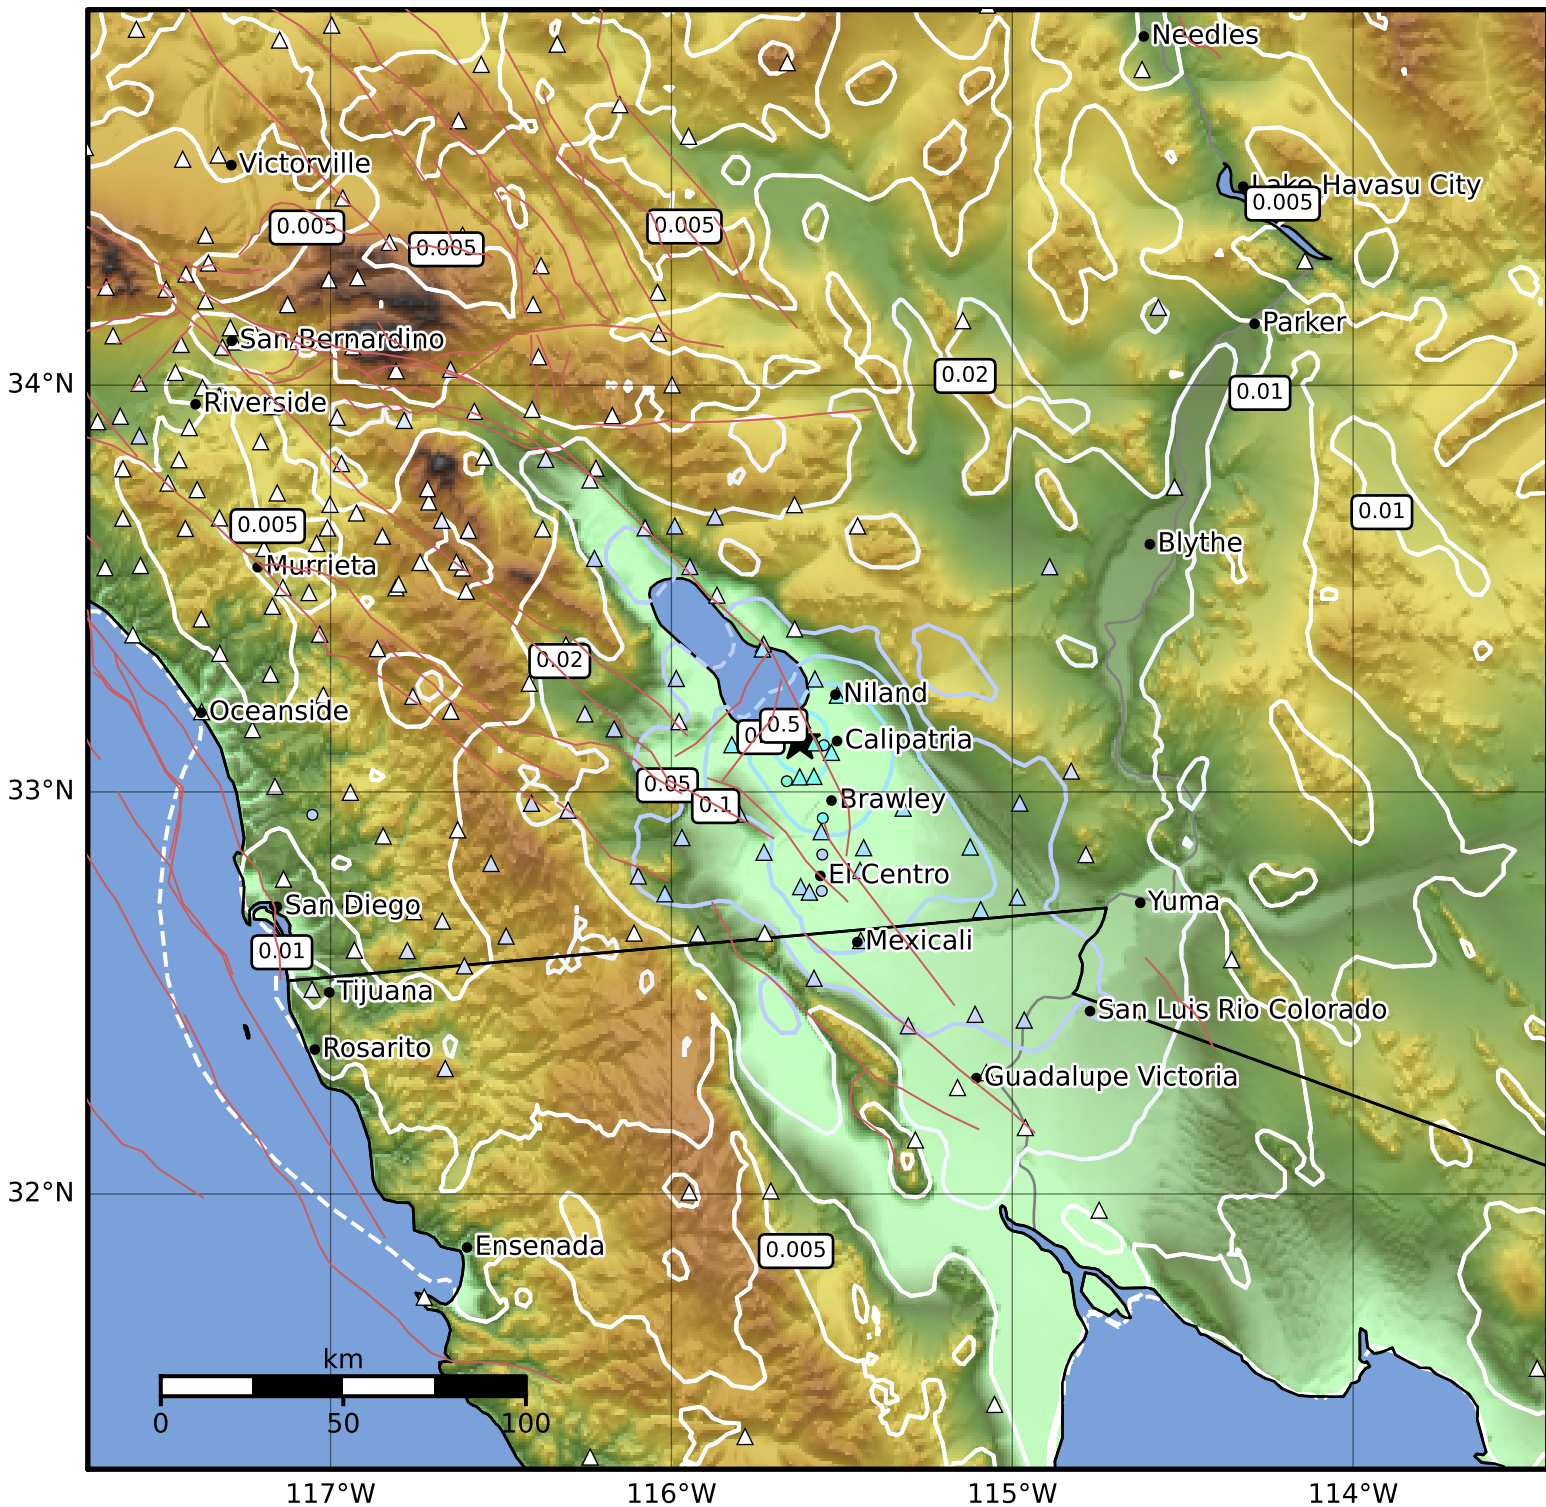 Needles
Victorville
Lake Havasu City
0.005
0.005
0.005
0.005
Parker
San Bernardino
34°N
0.02
0.01
Riverside
0.01
0.005
Blythe
Murrieta
0.02
Niland
Oceanside
0.5
Calipatria
33°N
0.05
0.1
Brawley
El Centro
San Diego
Yuma
Mexicali
0.01
Tijuana
San Luis Rio Colorado
Rosarito
Guadalupe Victoria
32°N
Ensenada
0.005
km
0 50 100
117°W 116°W 115°W 114°W